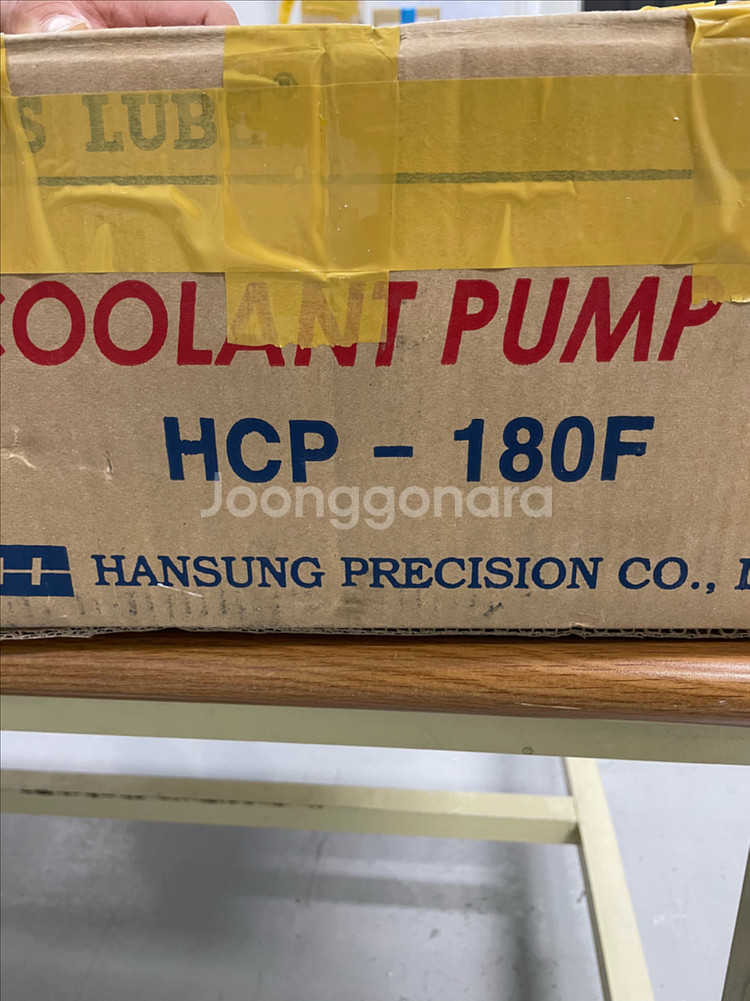 S LUBE®
COOLANT PUMP
HCP - 180F
Joonggonara
HANSUNG PRECISION CO.,